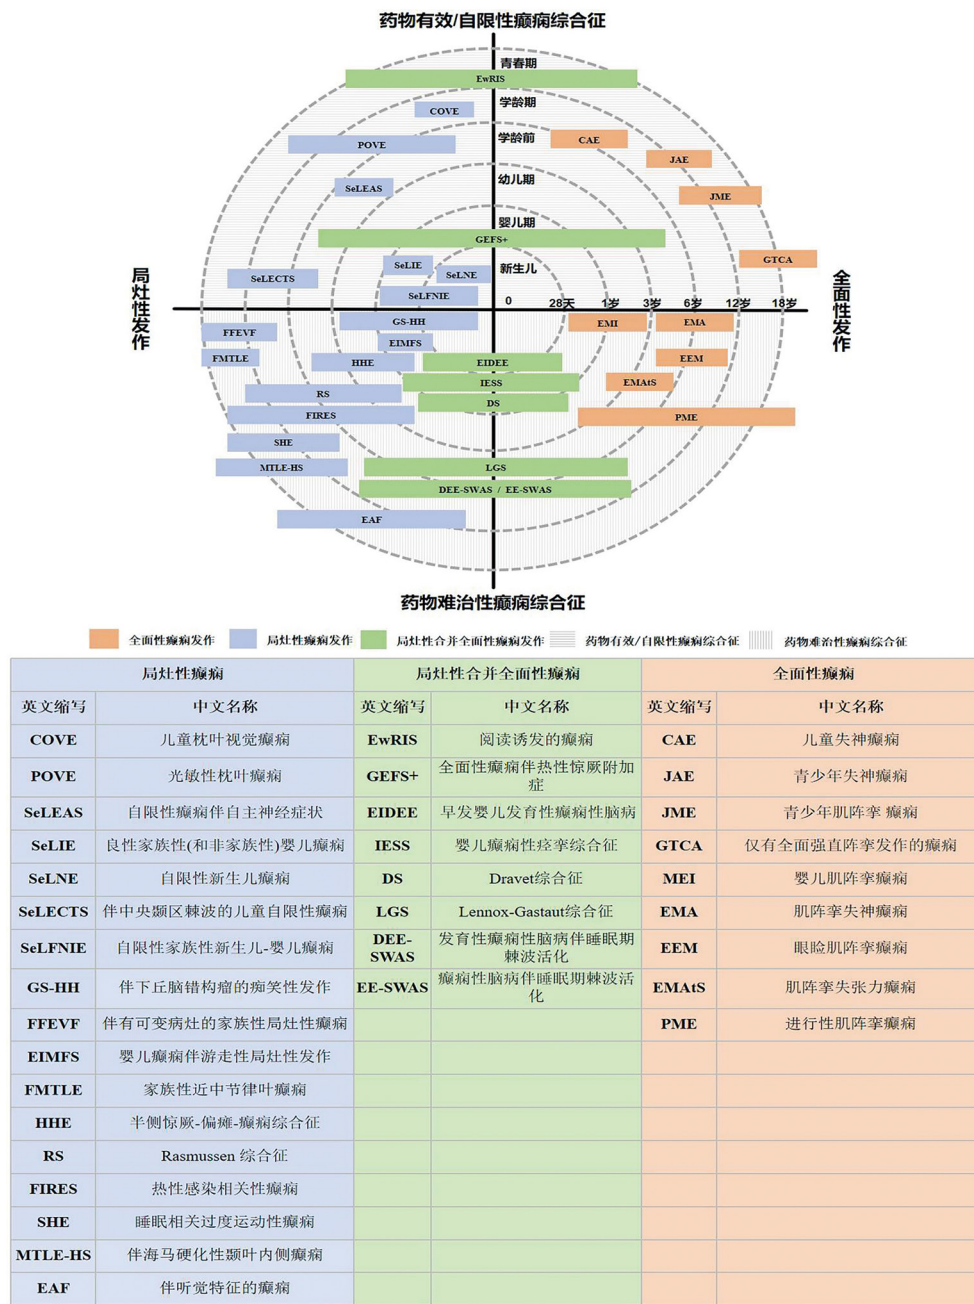 药物有效/自限性癫痫综合征
青春期
EwRIS
学龄期
COVE
学龄前
POVE
CAE
JAE
幼儿期
SeLEAS
JME
婴儿期
GEFS+
SeLIE
新生儿
SeLNE
GTCA
SeLECTS
SeLFNIE
局灶性发作
全面性发作
0
28天
1岁
3岁
6岁
12岁
18岁
GS-HH
EMI
EMA
FFEVF
EIMFS
FMTLE
HHE
EIDEE
EEM
IESS
EMAtS
RS
DS
FIRES
PME
SHE
MTLE-HS
LGS
DEE-SWAS / EE-SWAS
EAF
药物难治性癫痫综合征
全面性癫痫发作 局灶性癫痫发作 局灶性合并全面性癫痫发作 药物有效/自限性癫痫综合征 药物难治性癫痫综合征
局灶性癫痫 局灶性合并全面性癫痫 全面性癫痫
英文缩写 中文名称 英文缩写 中文名称 英文缩写 中文名称
COVE 儿童枕叶视觉癫痫 EwRIS 阅读诱发的癫痫 CAE 儿童失神癫痫
POVE 光敏性枕叶癫痫 GEFS+ 全面性癫痫伴热性惊厥附加症 JAE 青少年失神癫痫
SeLEAS 自限性癫痫伴自主神经症状 EIDEE 早发婴儿发育性癫痫性脑病 JME 青少年肌阵挛 癫痫
SeLIE 良性家族性(和非家族性)婴儿癫痫 IESS 婴儿癫痫性痉挛综合征 GTCA 仅有全面强直阵挛发作的癫痫
SeLNE 自限性新生儿癫痫 DS Dravet综合征 MEI 婴儿肌阵挛癫痫
SeLECTS 伴中央颞区棘波的儿童自限性癫痫 LGS Lennox-Gastaut综合征 EMA 肌阵挛失神癫痫
SeLFNIE 自限性家族性新生儿-婴儿癫痫 DEE-SWAS 发育性癫痫性脑病伴睡眠期棘波活化 EEM 眼睑肌阵挛癫痫
GS-HH 伴下丘脑错构瘤的痴笑性发作 EE-SWAS 癫痫性脑病伴睡眠期棘波活化 EMAtS 肌阵挛失张力癫痫
FFEVF 伴有可变病灶的家族性局灶性癫痫 PME 进行性肌阵挛癫痫
EIMFS 婴儿癫痫伴游走性局灶性发作
FMTLE 家族性近中节律叶癫痫
HHE 半侧惊厥-偏瘫-癫痫综合征
RS Rasmussen 综合征
FIRES 热性感染相关性癫痫
SHE 睡眠相关过度运动性癫痫
MTLE-HS 伴海马硬化性颞叶内侧癫痫
EAF 伴听觉特征的癫痫